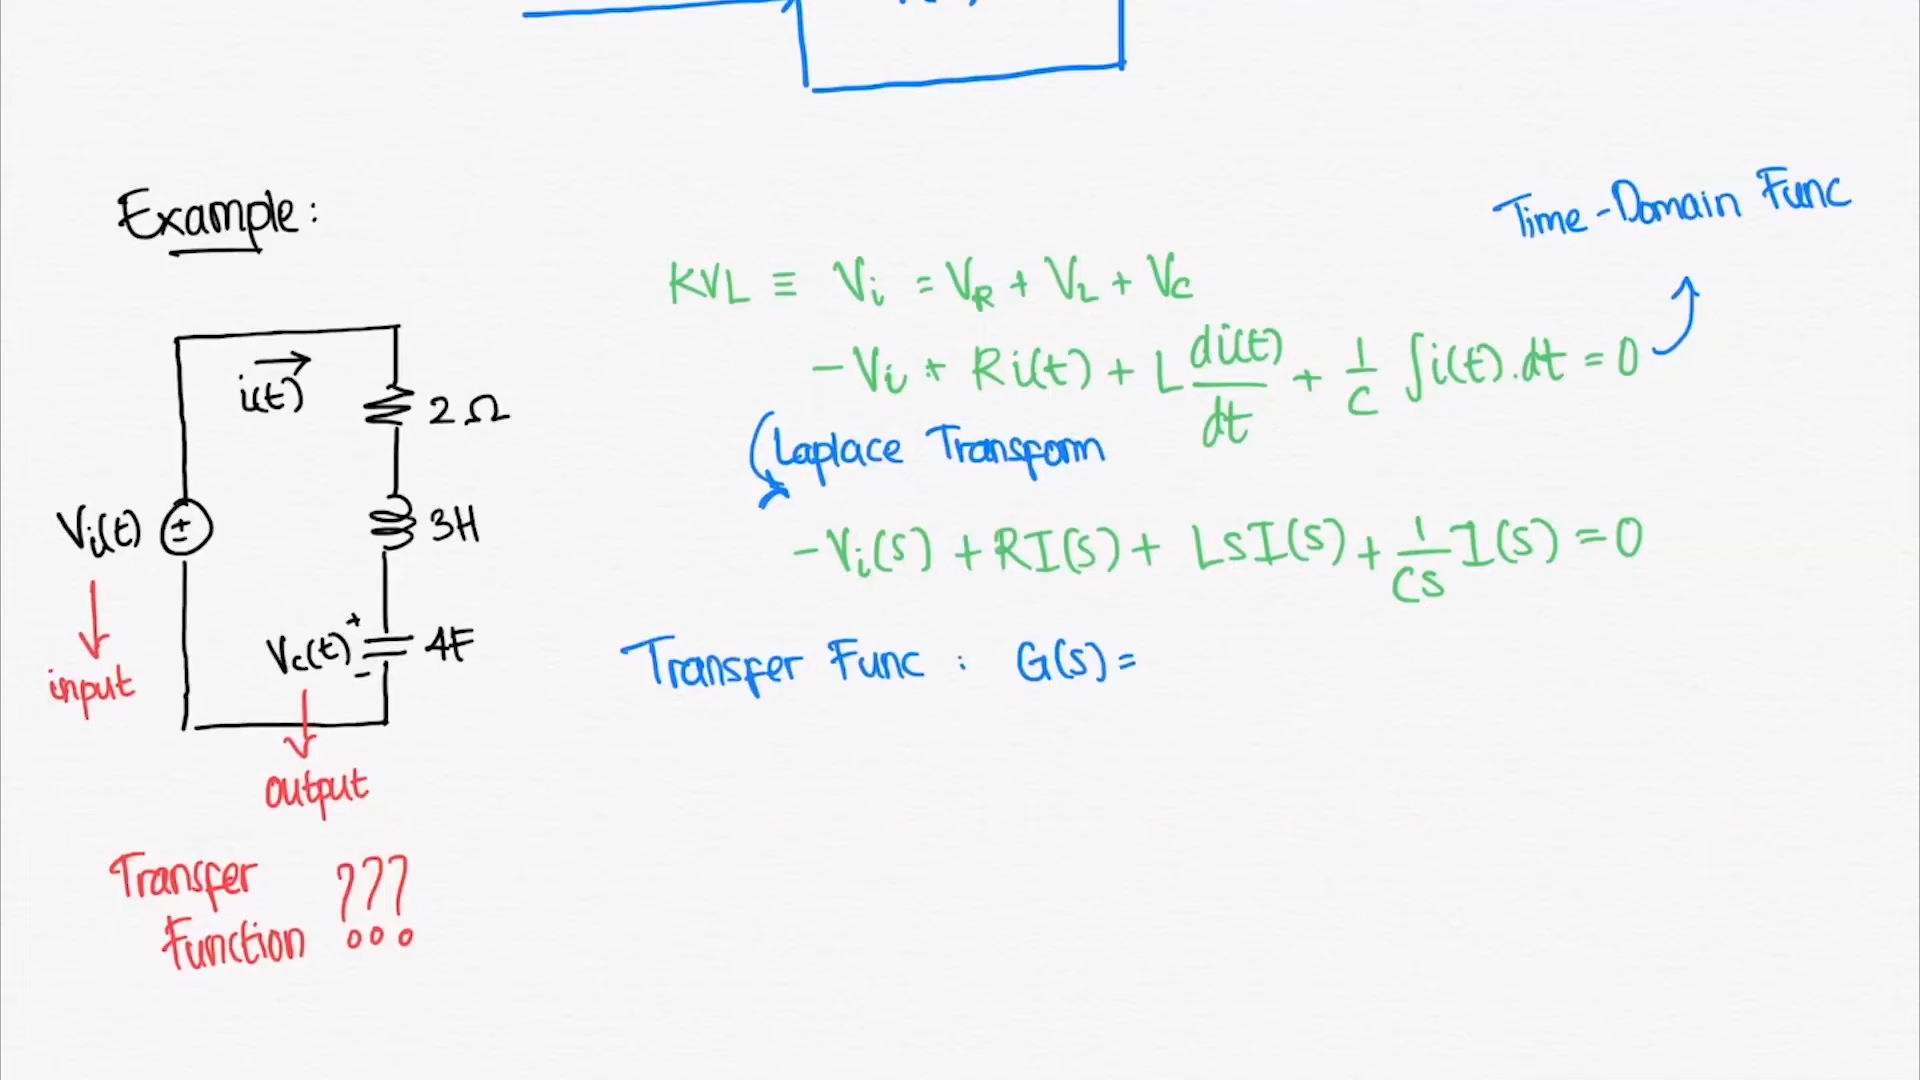 Example:
Time-Domain Func
KVL ≡ Vi = VR + VL + VC
-Vi + Ri(t) + L di(t)/dt + 1/C ∫i(t).dt = 0
Laplace Transform
-Vi(s) + RI(s) + LsI(s) + 1/Cs I(s) = 0
Transfer Func : G(s) =
i(t)
2Ω
Vi(t)
±
3H
Vc(t) + -
4F
input
output
Transfer
Function ???